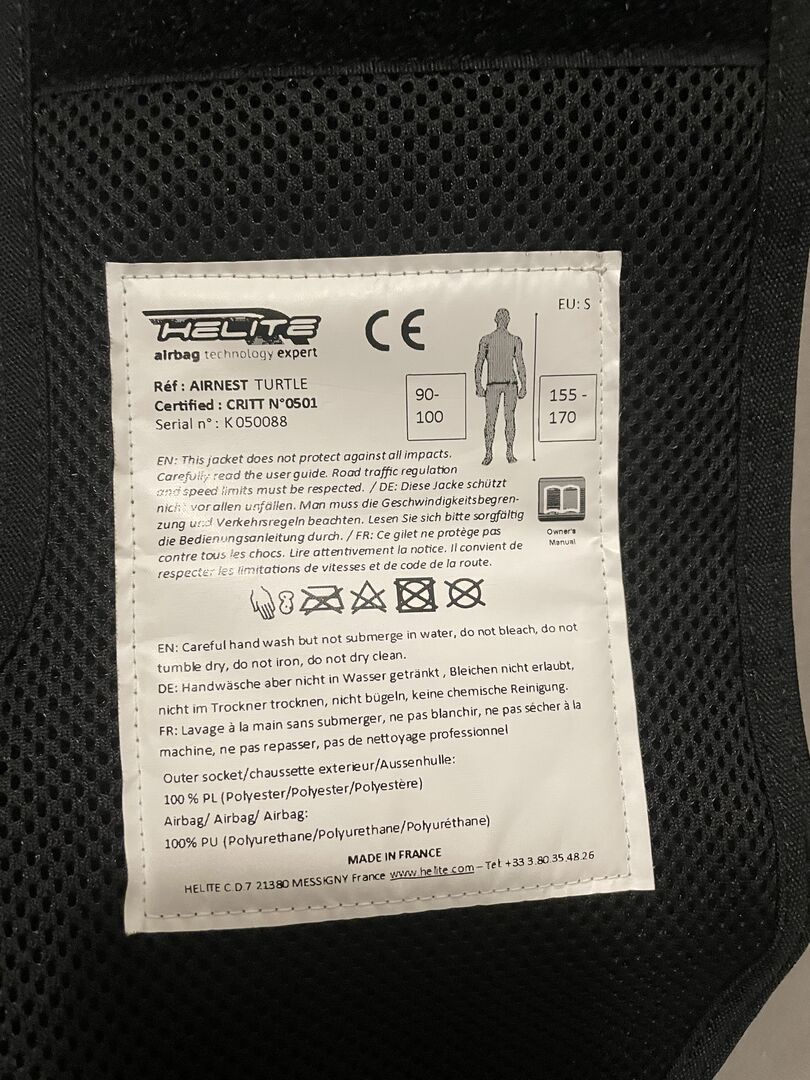 HELITE
airbag technology expert
CE
EU: S
Réf : AIRNEST TURTLE
Certified : CRITT N°0501
Serial n° : K 050088
90-
100
155 -
170
EN: This jacket does not protect against all impacts.
Carefully read the user guide. Road traffic regulation
and speed limits must be respected. / DE: Diese Jacke schützt
nicht vor allen unfällen. Man muss die Geschwindigkeitsbegren-
zung und Verkehrsregeln beachten. Lesen Sie sich bitte sorgfältig
die Bedienungsanleitung durch. / FR: Ce gilet ne protège pas
contre tous les chocs. Lire attentivement la notice. Il convient de
respecter les limitations de vitesses et de code de la route.
Owner's
Manual
EN: Careful hand wash but not submerge in water, do not bleach, do not
tumble dry, do not iron, do not dry clean.
DE: Handwäsche aber nicht in Wasser getränkt , Bleichen nicht erlaubt,
nicht im Trockner trocknen, nicht bügeln, keine chemische Reinigung.
FR: Lavage à la main sans submerger, ne pas blanchir, ne pas sécher à la
machine, ne pas repasser, pas de nettoyage professionnel
Outer socket/chaussette exterieur/Aussenhulle:
100 % PL (Polyester/Polyester/Polyestère)
Airbag/ Airbag/ Airbag:
100% PU (Polyurethane/Polyurethane/Polyuréthane)
MADE IN FRANCE
HELITE C.D.7 21380 MESSIGNY France www.helite.com – Tel: +33 3.80.35.48.26